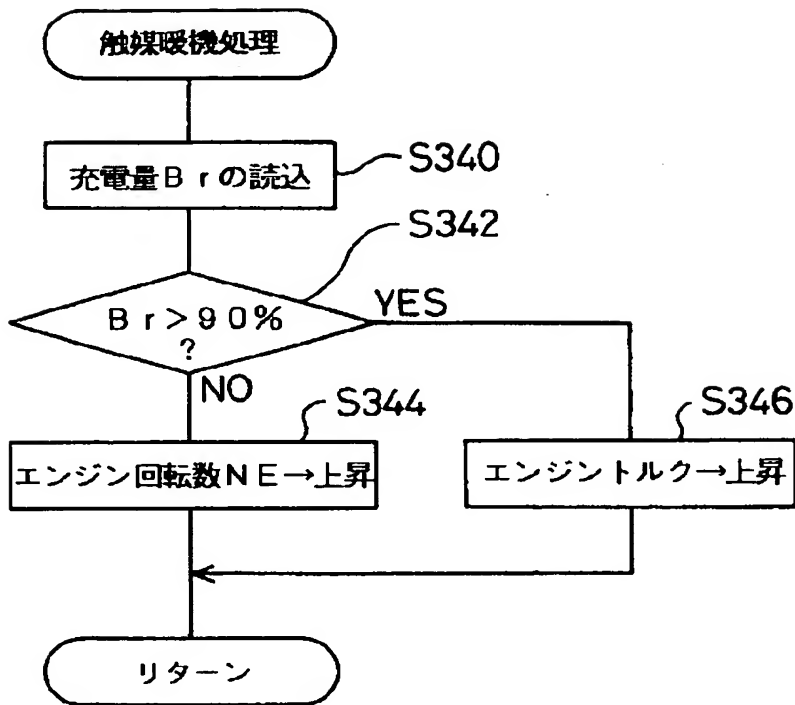 触媒暖機処理
充電量Brの読込
S340
S342
Br>90%
?
YES
NO
S344
S346
エンジン回転数NE→上昇
エンジントルク→上昇
リターン